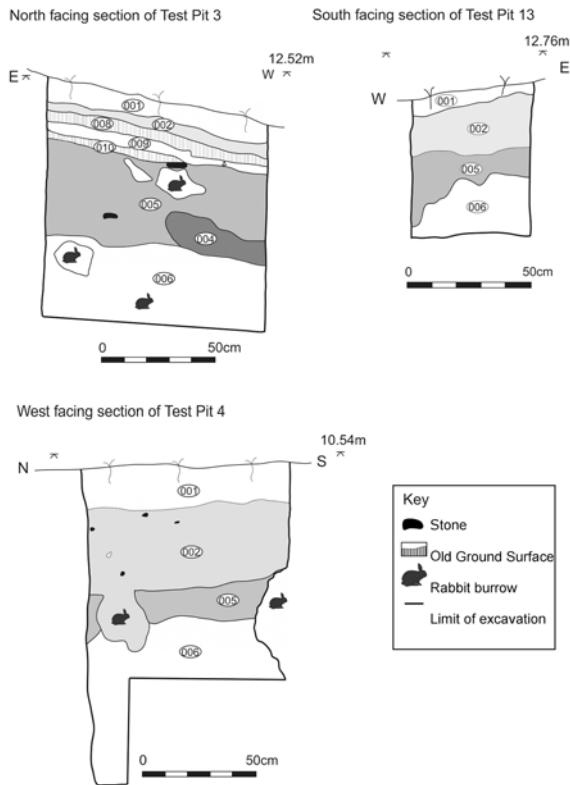 North facing section of Test Pit 3
South facing section of Test Pit 13
12.52m
12.76m
E
W
E
W
001
008
002
009
010
005
004
006
001
002
005
006
0
50cm
0
50cm
West facing section of Test Pit 4
10.54m
N
S
001
002
005
006
Key
Stone
Old Ground Surface
Rabbit burrow
Limit of excavation
0
50cm